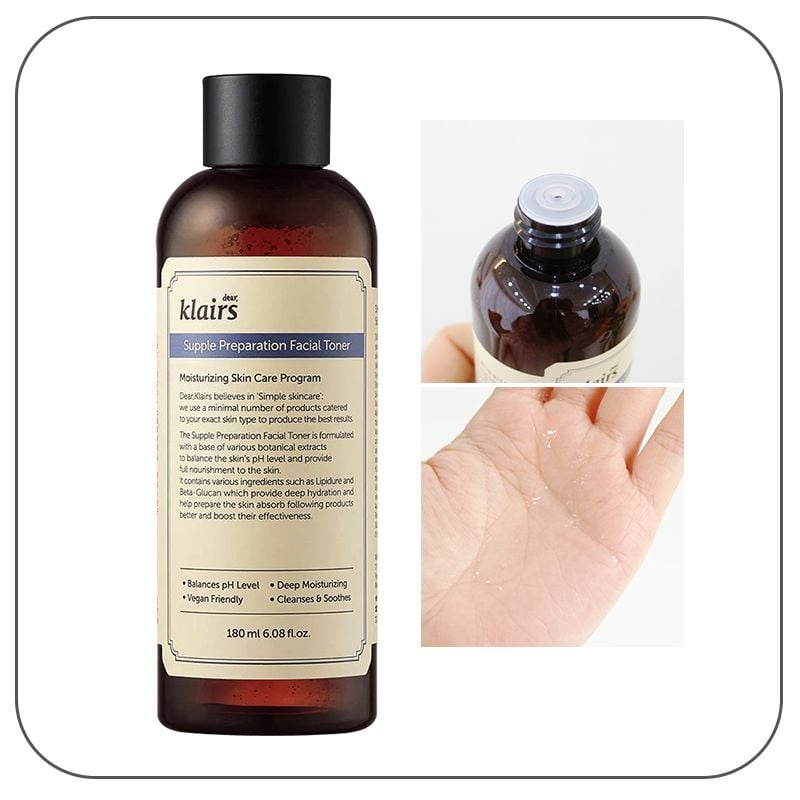 dear,
klairs
Supple Preparation Facial Toner
Moisturizing Skin Care Program
Dear,Klairs believes in 'Simple skincare':
we use a minimal number of products catered
to your exact skin type to produce the best results.
The Supple Preparation Facial Toner is formulated
with a base of various botanical extracts
to balance the skin's pH level and provide
full nourishment to the skin.
It contains various ingredients such as Lipidure and
Beta-Glucan which provide deep hydration and
help prepare the skin absorb following products
better and boost their effectiveness.
• Balances pH Level • Deep Moisturizing
• Vegan Friendly • Cleanses & Soothes
180 ml 6.08 fl.oz.
klairs